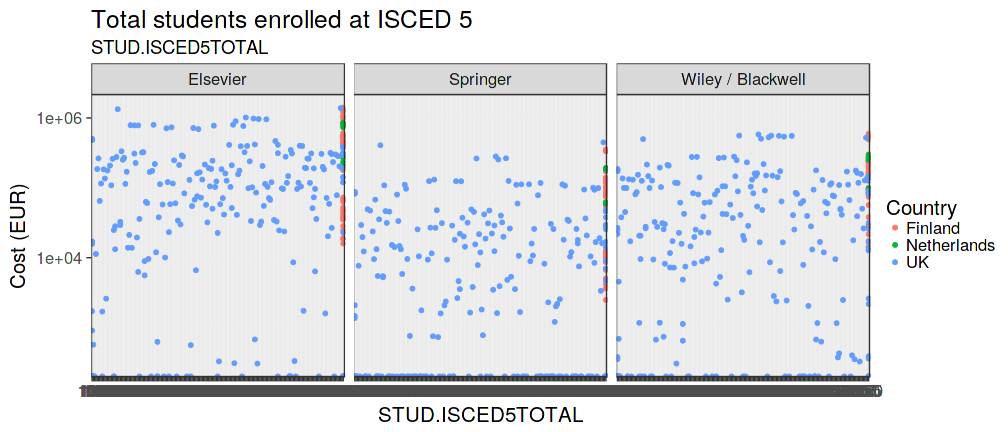 Total students enrolled at ISCED 5
STUD.ISCED5TOTAL
Elsevier
Springer
Wiley / Blackwell
1e+06
1e+04
Cost (EUR)
STUD.ISCED5TOTAL
Country
Finland
Netherlands
UK